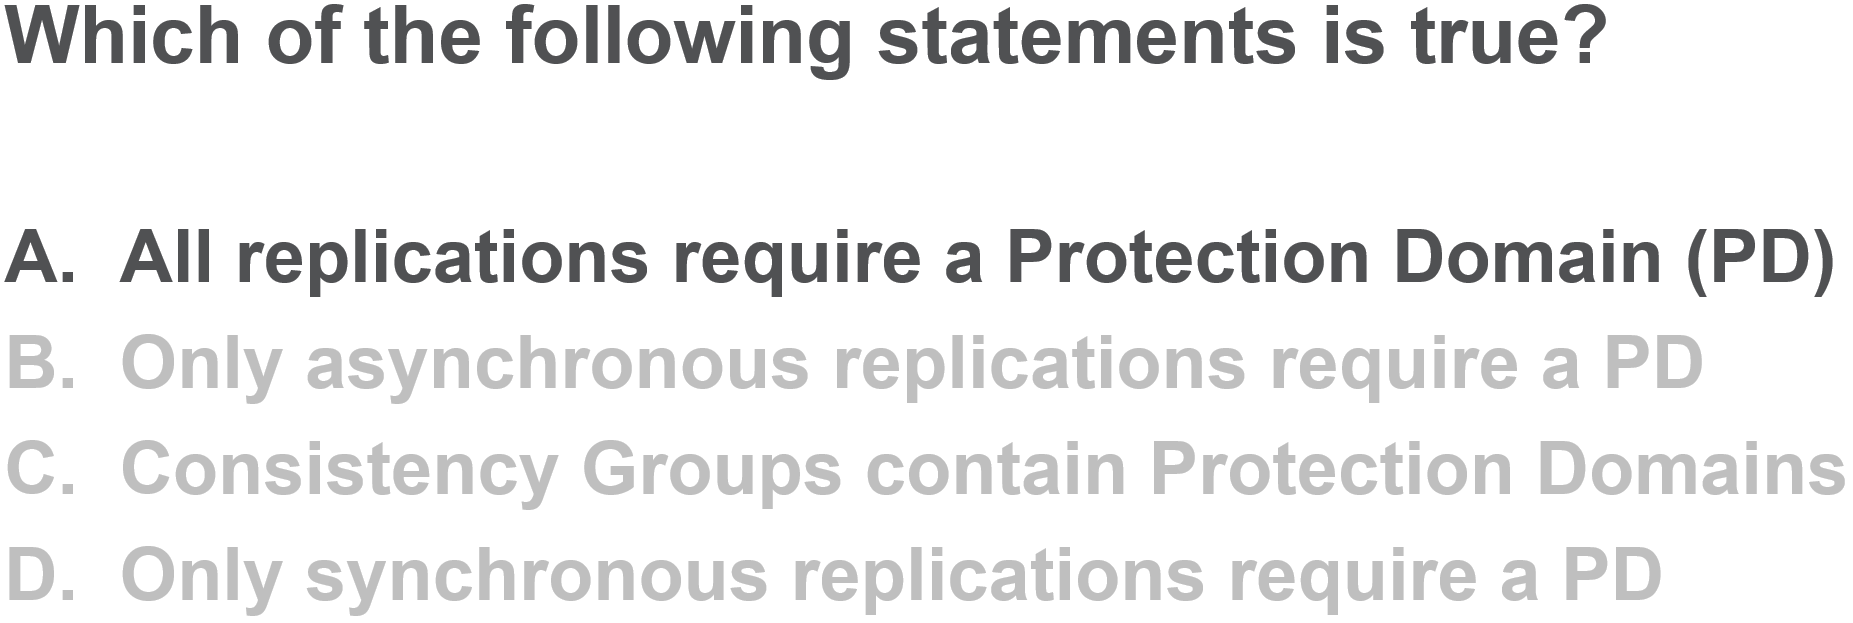 Which of the following statements is true?
A. All replications require a Protection Domain (PD)
B. Only asynchronous replications require a PD
C. Consistency Groups contain Protection Domains
D. Only synchronous replications require a PD